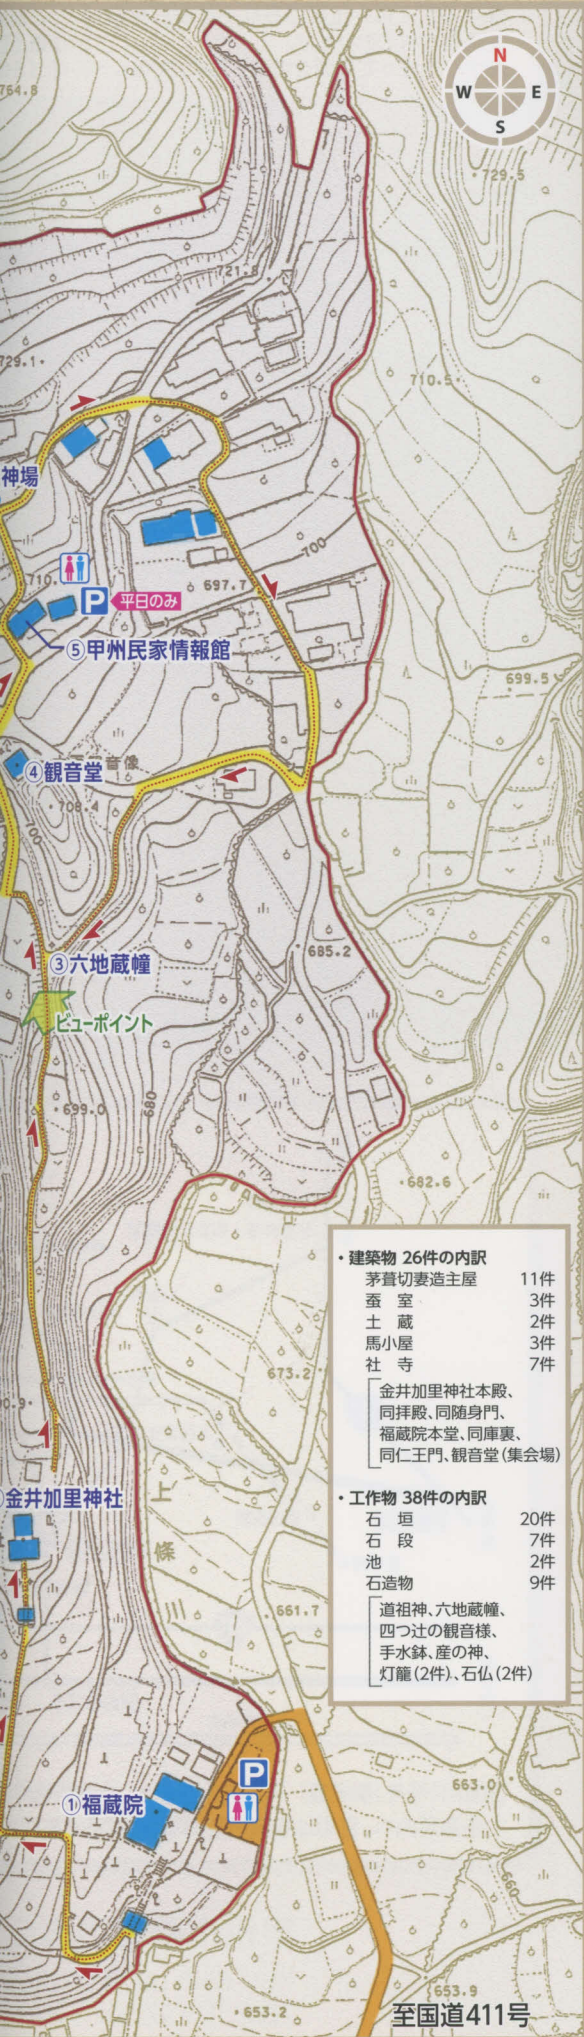 N
W E
S
764.8
729.5
721.8
729.1
710.5
神場
700
710.
697.7
P 平日のみ
⑤甲州民家情報館
699.5
④観音堂
音像
708.4
700
③六地蔵幢
685.2
ビューポイント
699.0
680
682.6
・建築物 26件の内訳
茅葺切妻造主屋 11件
蚕 室 3件
土 蔵 2件
馬小屋 3件
社 寺 7件
金井加里神社本殿、
同拝殿、同随身門、
福蔵院本堂、同庫裏、
同仁王門、観音堂(集会場)
・工作物 38件の内訳
石 垣 20件
石 段 7件
池 2件
石造物 9件
道祖神、六地蔵幢、
四つ辻の観音様、
手水鉢、産の神、
灯籠(2件)、石仏(2件)
673.2
金井加里神社
上條川
661.7
P
①福蔵院
663.0
660
653.9
653.2
至国道411号